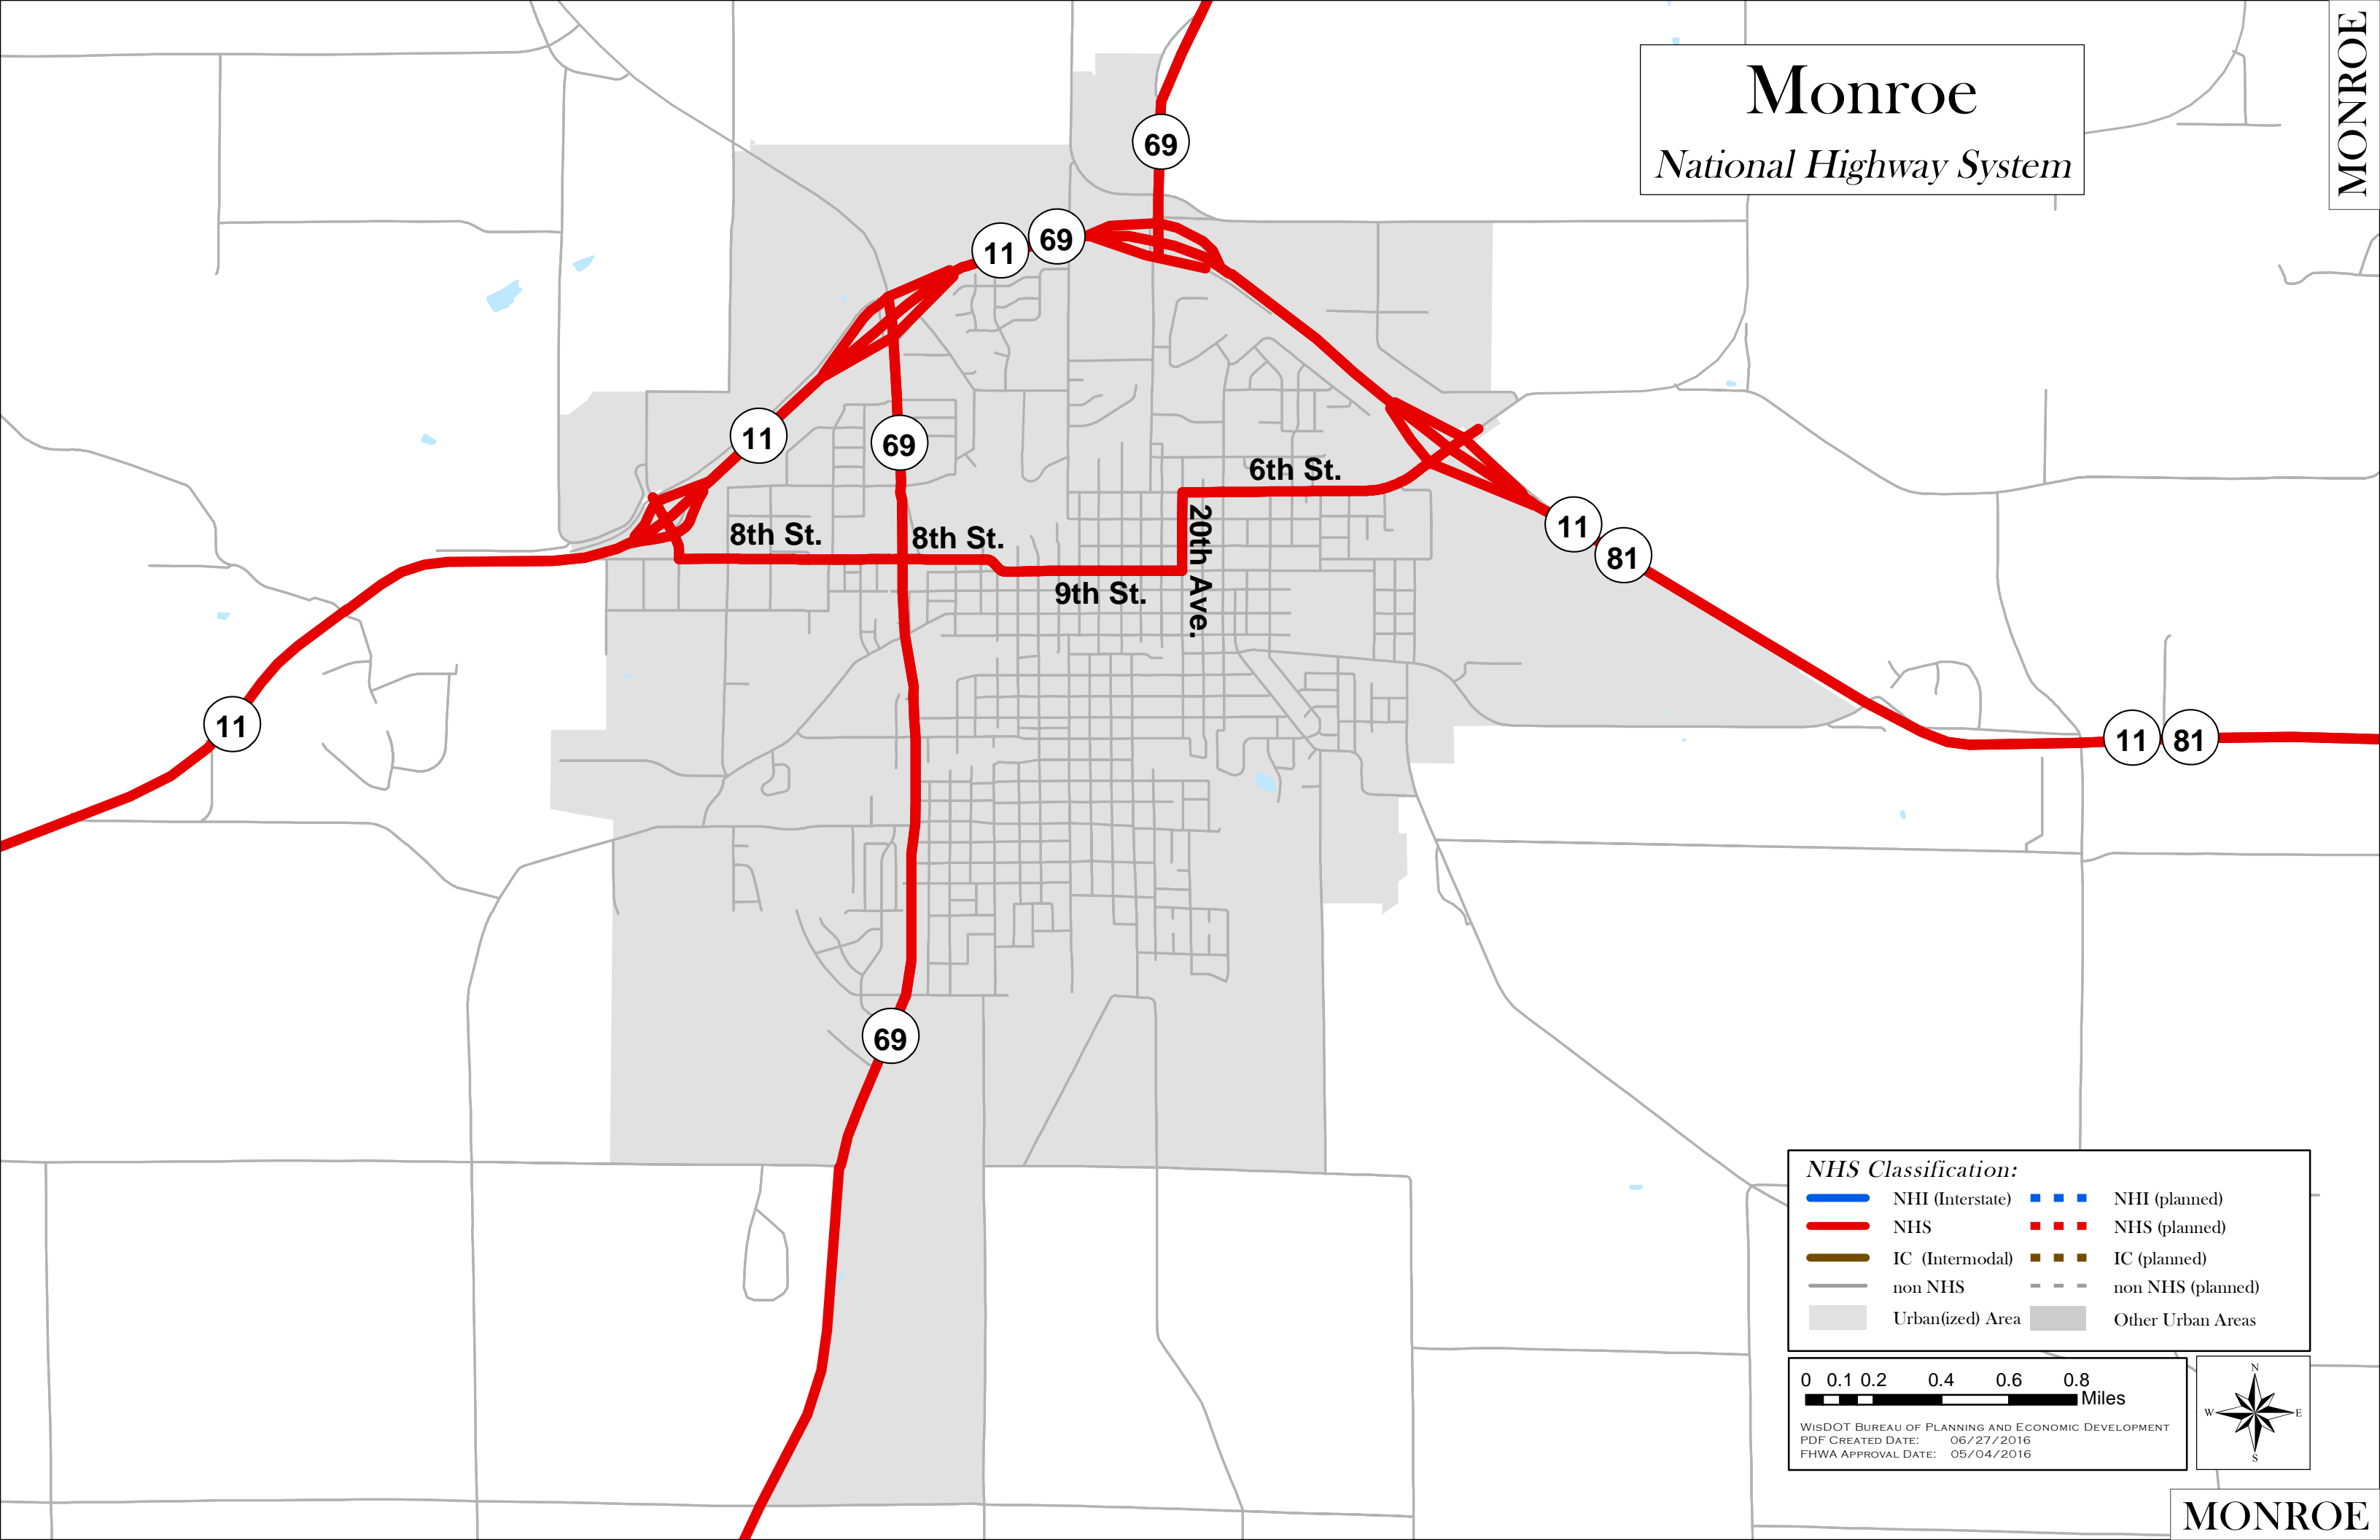 MONROE
Monroe
National Highway System
69
11
69
11
69
6th St.
8th St.
8th St.
20th Ave.
9th St.
11
81
11
11
81
69
NHS Classification:
NHI (Interstate)
NHI (planned)
NHS
NHS (planned)
IC (Intermodal)
IC (planned)
non NHS
non NHS (planned)
Urban(ized) Area
Other Urban Areas
0 0.1 0.2 0.4 0.6 0.8
Miles
WisDOT Bureau of Planning and Economic Development
PDF Created Date: 06/27/2016
FHWA Approval Date: 05/04/2016
N
W
E
S
MONROE